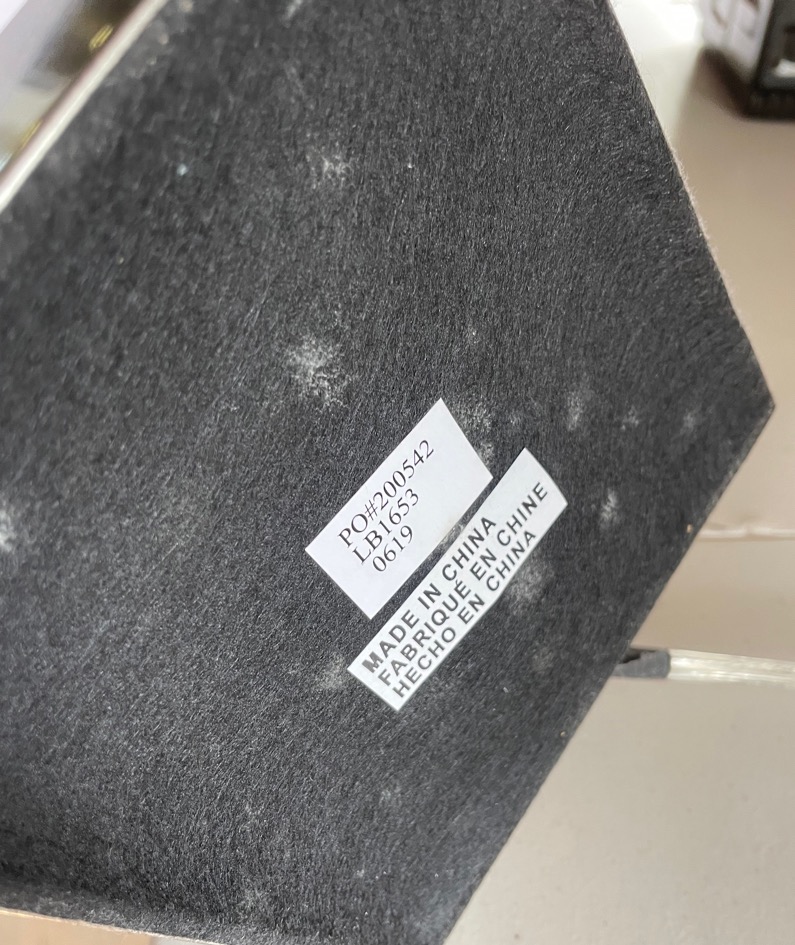 PO#200542
LB1653
0619
MADE IN CHINA
FABRIQUÉ EN CHINE
HECHO EN CHINA